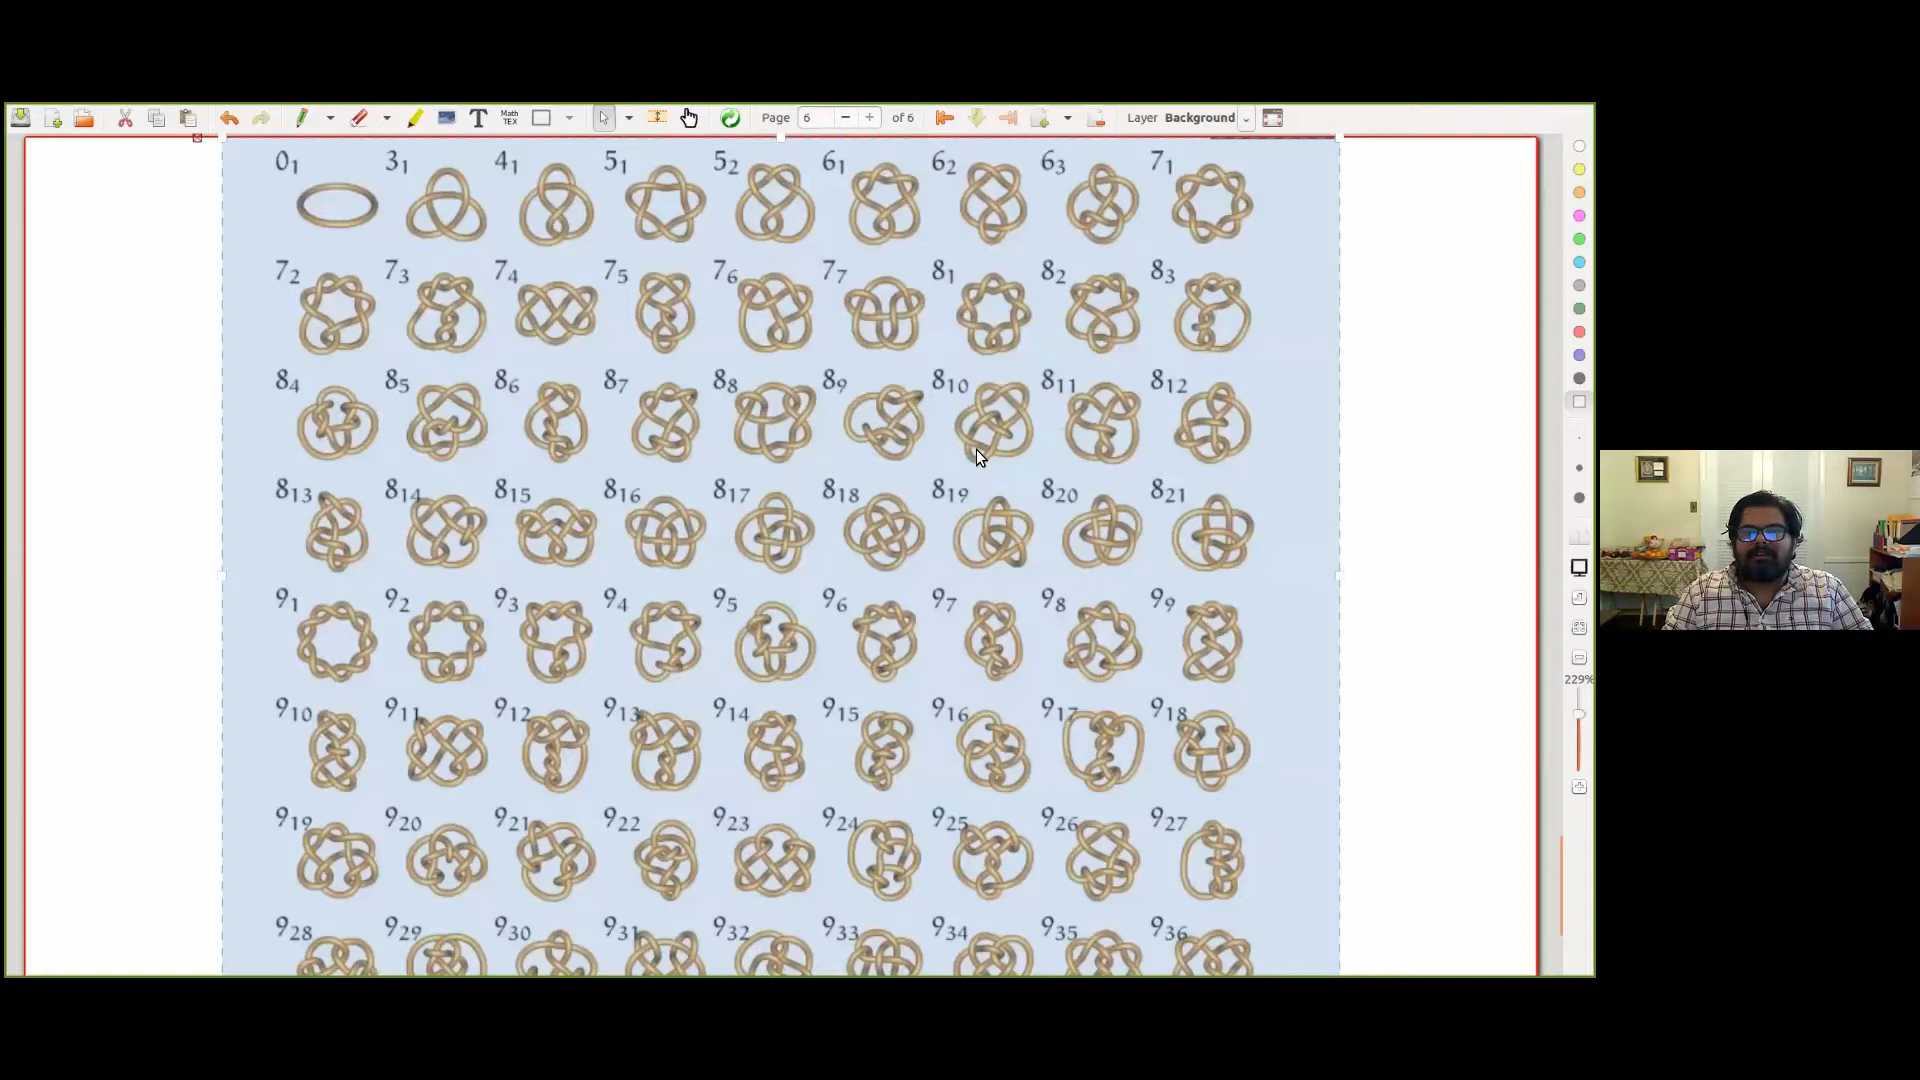 Math
TEX
T
Page 6 of 6
Layer Background
0₁ 3₁ 4₁ 5₁ 5₂ 6₁ 6₂ 6₃ 7₁
7₂ 7₃ 7₄ 7₅ 7₆ 7₇ 8₁ 8₂ 8₃
8₄ 8₅ 8₆ 8₇ 8₈ 8₉ 8₁₀ 8₁₁ 8₁₂
8₁₃ 8₁₄ 8₁₅ 8₁₆ 8₁₇ 8₁₈ 8₁₉ 8₂₀ 8₂₁
9₁ 9₂ 9₃ 9₄ 9₅ 9₆ 9₇ 9₈ 9₉
229%
9₁₀ 9₁₁ 9₁₂ 9₁₃ 9₁₄ 9₁₅ 9₁₆ 9₁₇ 9₁₈
9₁₉ 9₂₀ 9₂₁ 9₂₂ 9₂₃ 9₂₄ 9₂₅ 9₂₆ 9₂₇
9₂₈ 9₂₉ 9₃₀ 9₃₁ 9₃₂ 9₃₃ 9₃₄ 9₃₅ 9₃₆